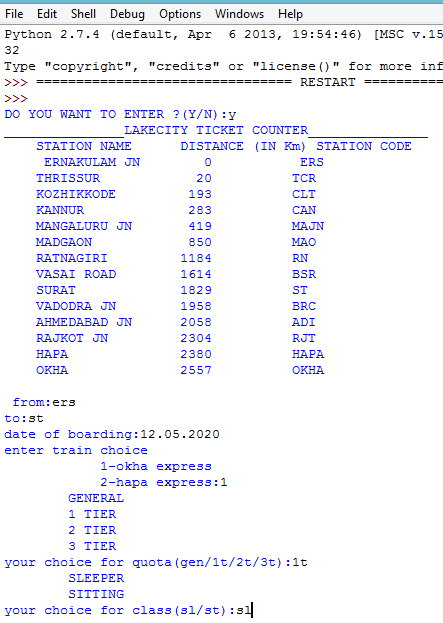 File Edit Shell Debug Options Windows Help
Python 2.7.4 (default, Apr  6 2013, 19:54:46) [MSC v.15
32
Type "copyright", "credits" or "license()" for more inf
>>> ================================ RESTART ==========
>>>
DO YOU WANT TO ENTER ?(Y/N):y
________________LAKECITY TICKET COUNTER________________
STATION NAME DISTANCE (IN Km) STATION CODE
ERNAKULAM JN 0 ERS
THRISSUR 20 TCR
KOZHIKKODE 193 CLT
KANNUR 283 CAN
MANGALURU JN 419 MAJN
MADGAON 850 MAO
RATNAGIRI 1184 RN
VASAI ROAD 1614 BSR
SURAT 1829 ST
VADODRA JN 1958 BRC
AHMEDABAD JN 2058 ADI
RAJKOT JN 2304 RJT
HAPA 2380 HAPA
OKHA 2557 OKHA
from:ers
to:st
date of boarding:12.05.2020
enter train choice
1-okha express
2-hapa express:1
GENERAL
1 TIER
2 TIER
3 TIER
your choice for quota(gen/1t/2t/3t):1t
SLEEPER
SITTING
your choice for class(sl/st):sl